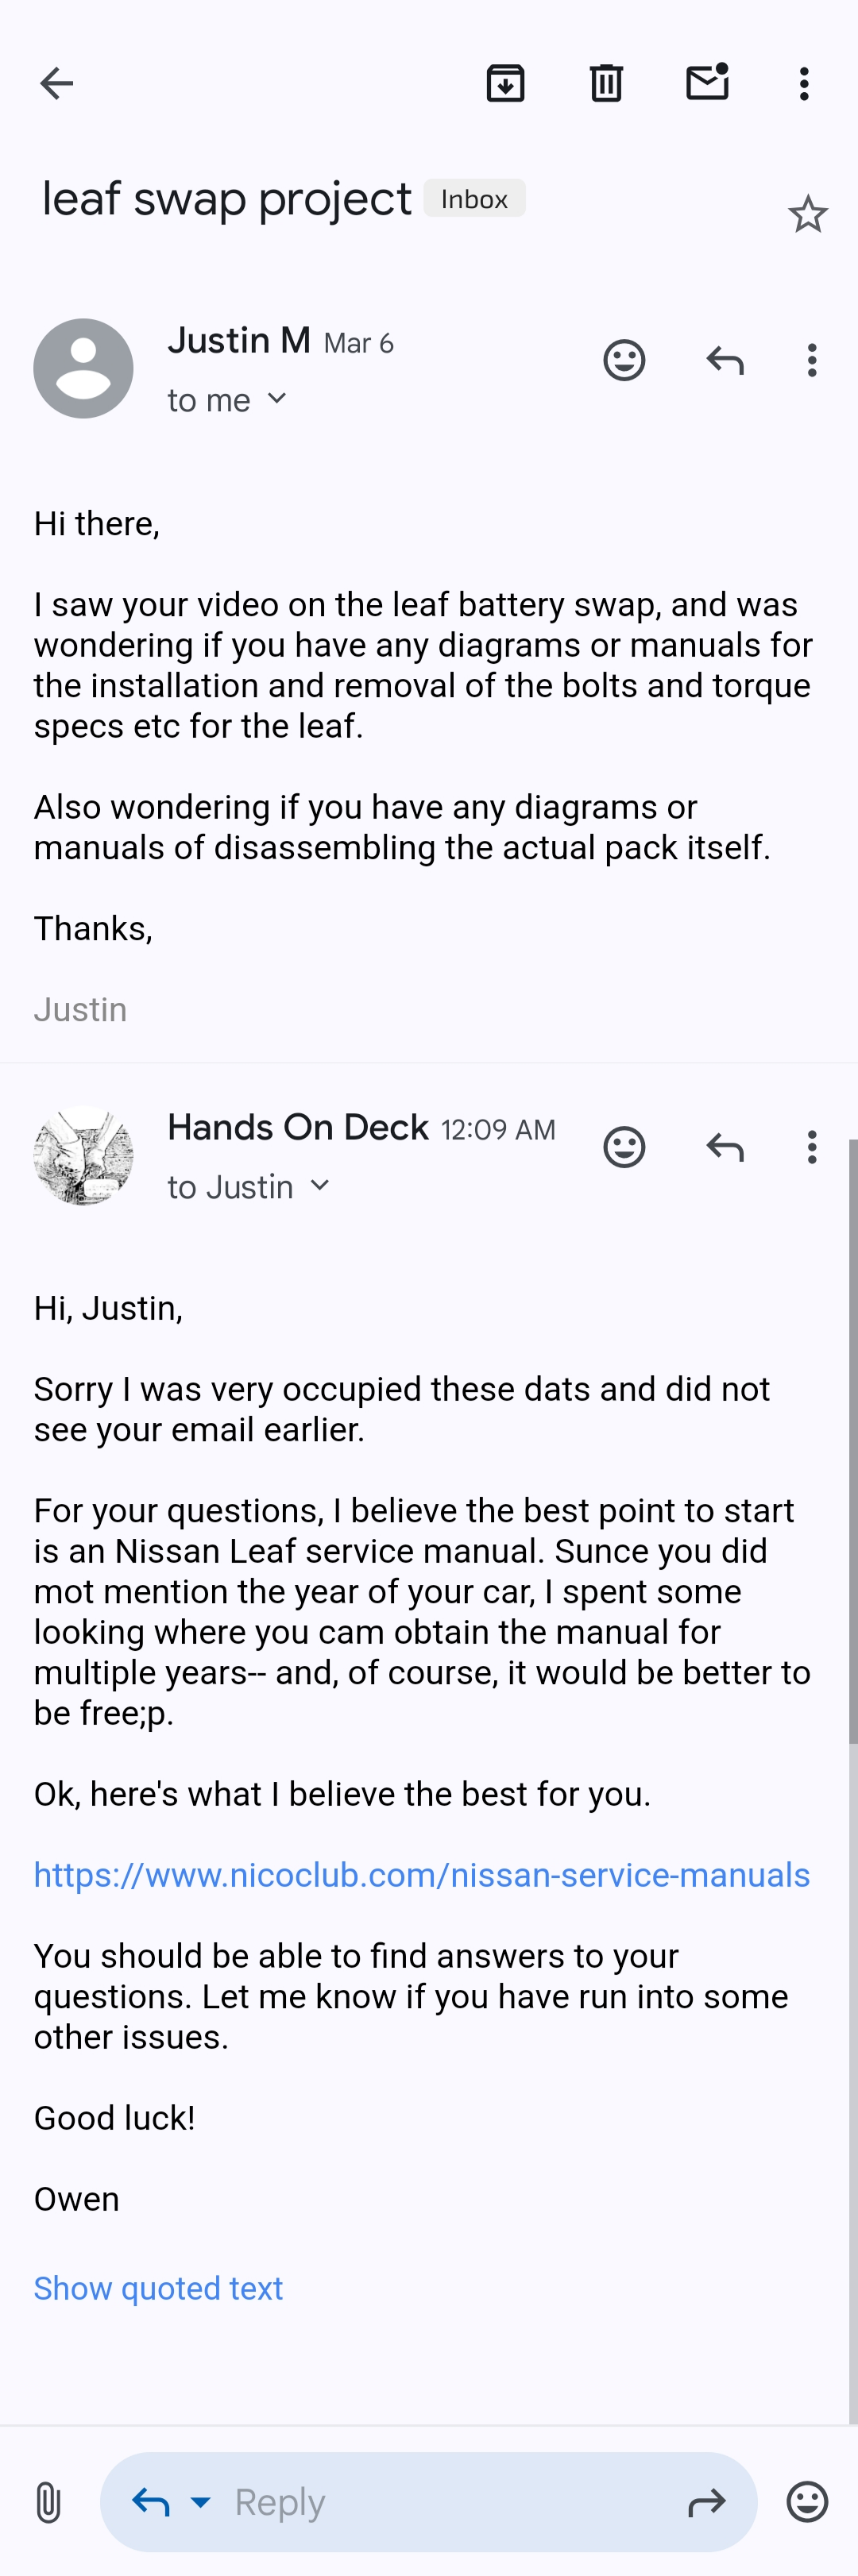 leaf swap project Inbox
Justin M Mar 6
to me
Hi there,
I saw your video on the leaf battery swap, and was
wondering if you have any diagrams or manuals for
the installation and removal of the bolts and torque
specs etc for the leaf.
Also wondering if you have any diagrams or
manuals of disassembling the actual pack itself.
Thanks,
Justin
Hands On Deck 12:09 AM
to Justin
Hi, Justin,
Sorry I was very occupied these dats and did not
see your email earlier.
For your questions, I believe the best point to start
is an Nissan Leaf service manual. Sunce you did
mot mention the year of your car, I spent some
looking where you cam obtain the manual for
multiple years-- and, of course, it would be better to
be free;p.
Ok, here's what I believe the best for you.
https://www.nicoclub.com/nissan-service-manuals
You should be able to find answers to your
questions. Let me know if you have run into some
other issues.
Good luck!
Owen
Show quoted text
Reply